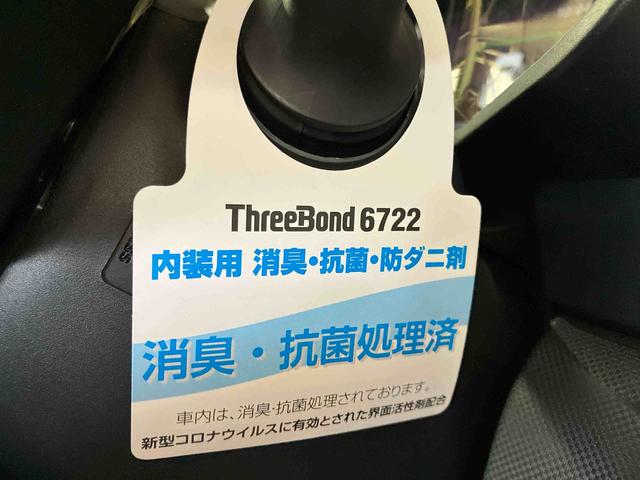 ThreeBond 6722
内装用 消臭・抗菌・防ダニ剤
消臭・抗菌処理済
車内は、消臭・抗菌処理されております。
新型コロナウイルスに有効とされた界面活性剤配合